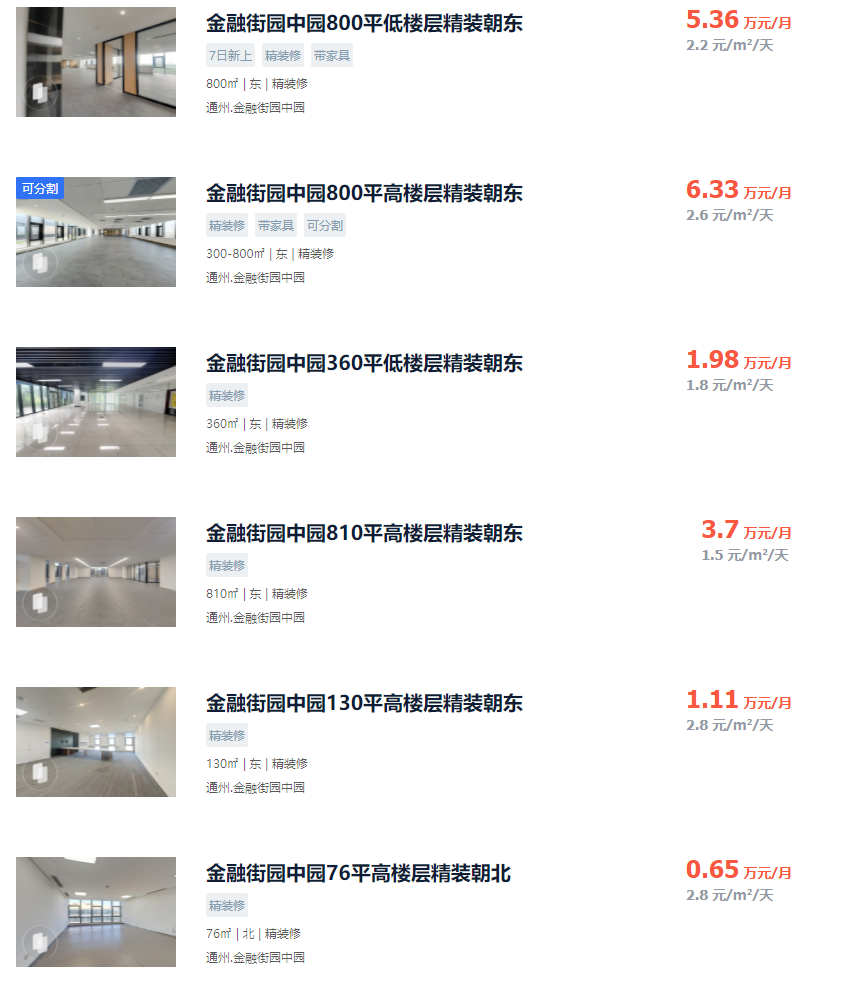 金融街园中园800平低楼层精装朝东
5.36 万元/月
7日新上 精装修 带家具
2.2 元/m²/天
800㎡ | 东 | 精装修
通州.金融街园中园
可分割
金融街园中园800平高楼层精装朝东
6.33 万元/月
精装修 带家具 可分割
2.6 元/m²/天
300-800㎡ | 东 | 精装修
通州.金融街园中园
金融街园中园360平低楼层精装朝东
1.98 万元/月
精装修
1.8 元/m²/天
360㎡ | 东 | 精装修
通州.金融街园中园
金融街园中园810平高楼层精装朝东
3.7 万元/月
精装修
1.5 元/m²/天
810㎡ | 东 | 精装修
通州.金融街园中园
金融街园中园130平高楼层精装朝东
1.11 万元/月
精装修
2.8 元/m²/天
130㎡ | 东 | 精装修
通州.金融街园中园
金融街园中园76平高楼层精装朝北
0.65 万元/月
精装修
2.8 元/m²/天
76㎡ | 北 | 精装修
通州.金融街园中园